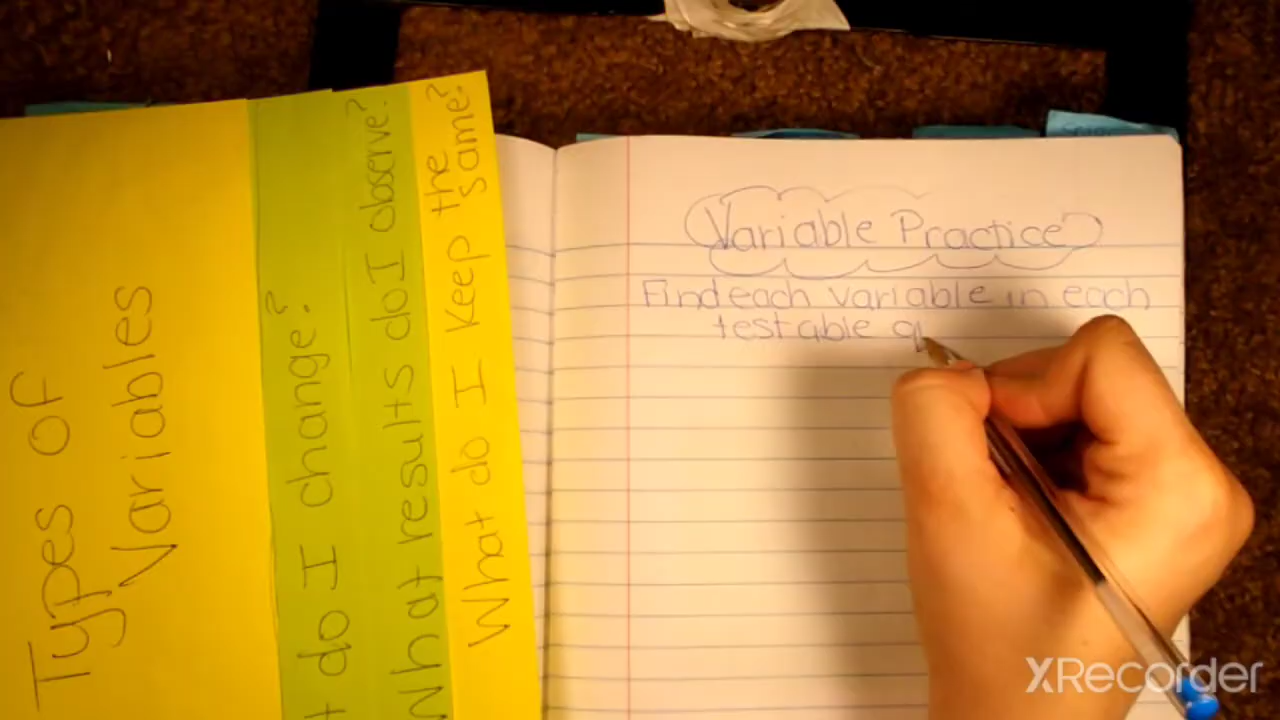 Types of
Variables
t do I change?
What results do I observe?
What do I keep the
same?
Variable Practice
Find each variable in each
testable qu
XRecorder